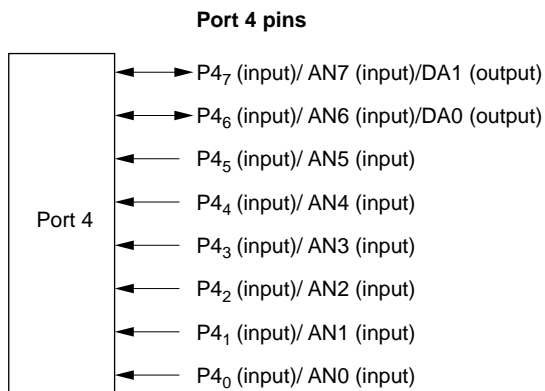 Port 4 pins
P4₇ (input)/ AN7 (input)/DA1 (output)
P4₆ (input)/ AN6 (input)/DA0 (output)
P4₅ (input)/ AN5 (input)
P4₄ (input)/ AN4 (input)
Port 4
P4₃ (input)/ AN3 (input)
P4₂ (input)/ AN2 (input)
P4₁ (input)/ AN1 (input)
P4₀ (input)/ AN0 (input)